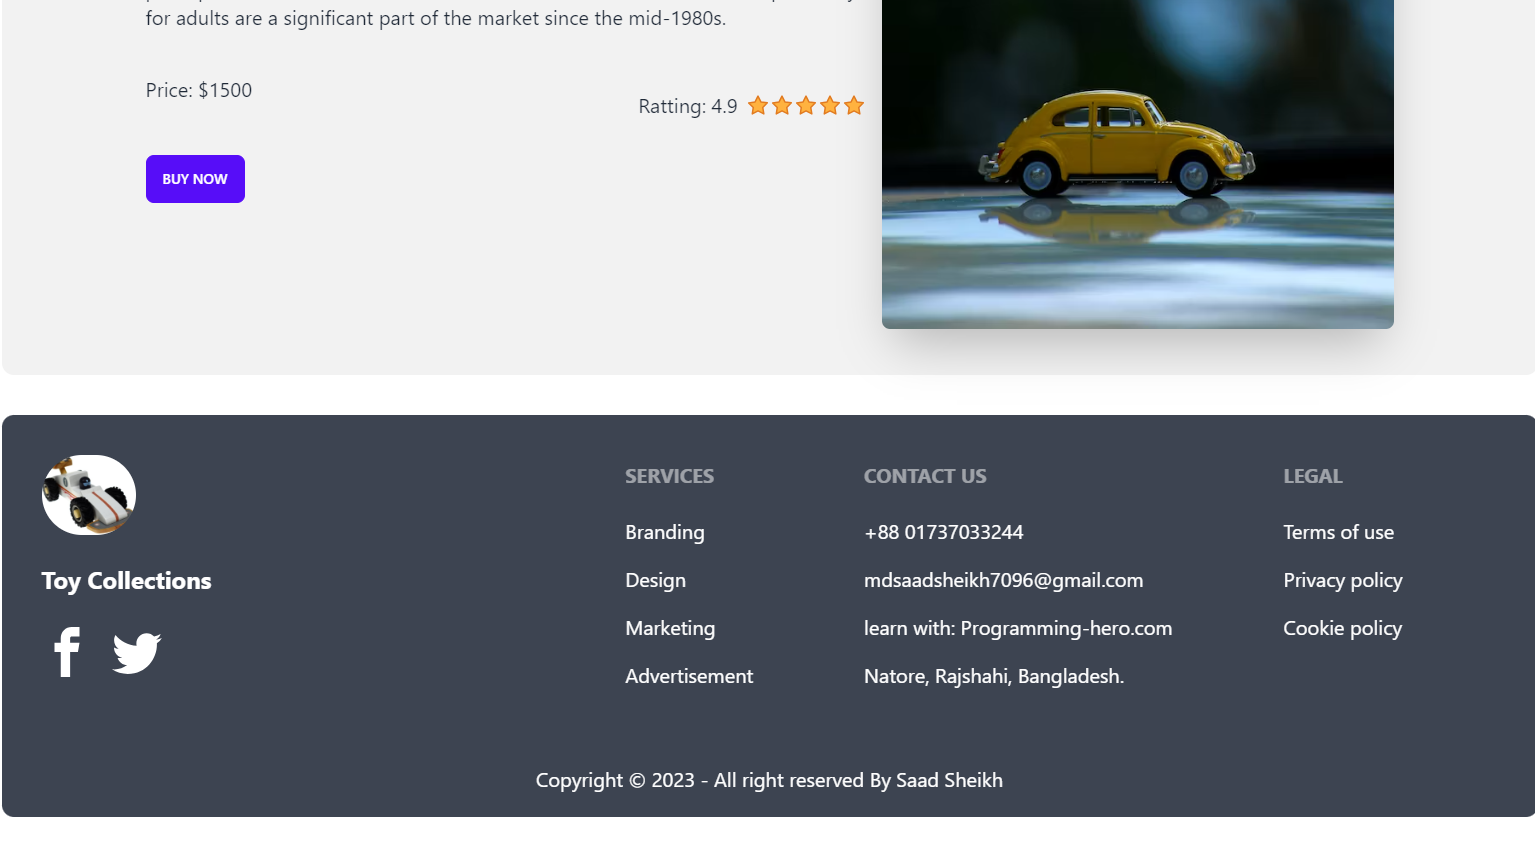 for adults are a significant part of the market since the mid-1980s.
Price: $1500
Ratting: 4.9
BUY NOW
Toy Collections
SERVICES
Branding
Design
Marketing
Advertisement
CONTACT US
+88 01737033244
mdsaadsheikh7096@gmail.com
learn with: Programming-hero.com
Natore, Rajshahi, Bangladesh.
LEGAL
Terms of use
Privacy policy
Cookie policy
Copyright © 2023 - All right reserved By Saad Sheikh